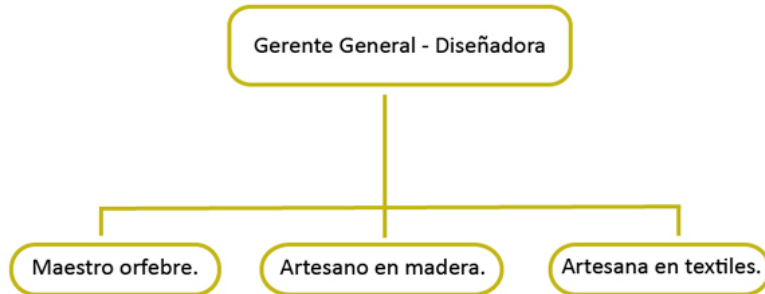 Gerente General - Diseñadora
Maestro orfebre.
Artesano en madera.
Artesana en textiles.